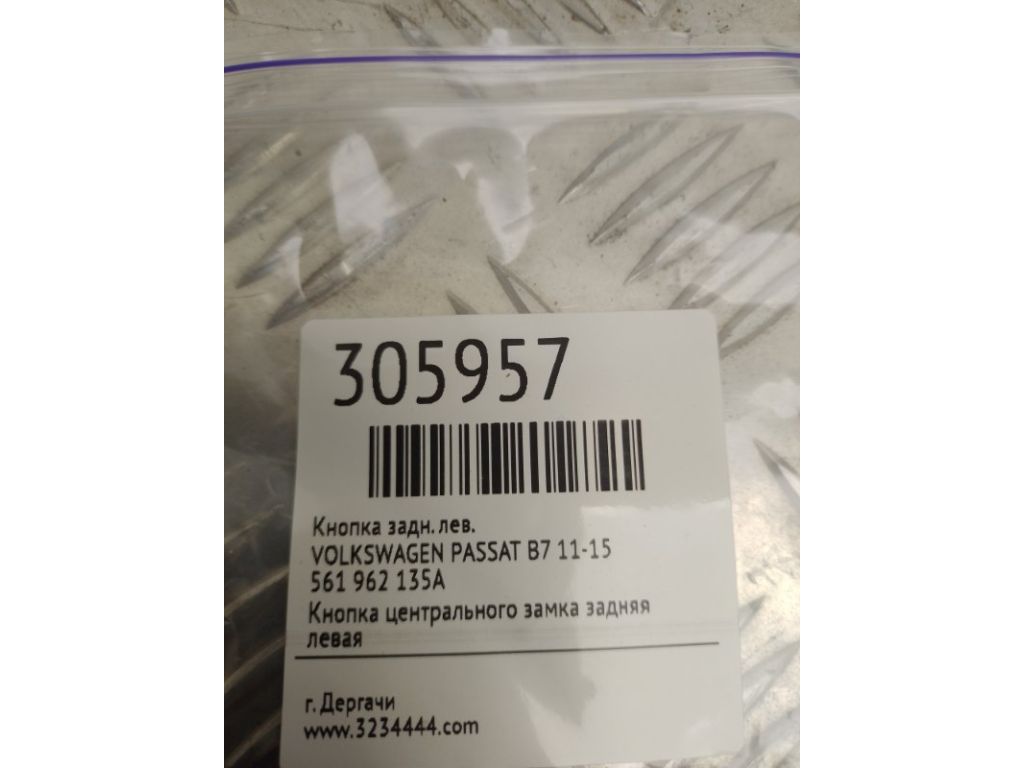 305957
Кнопка задн. лев.
VOLKSWAGEN PASSAT B7 11-15
561 962 135A
Кнопка центрального замка задняя
левая
г. Дергачи
www.3234444.com